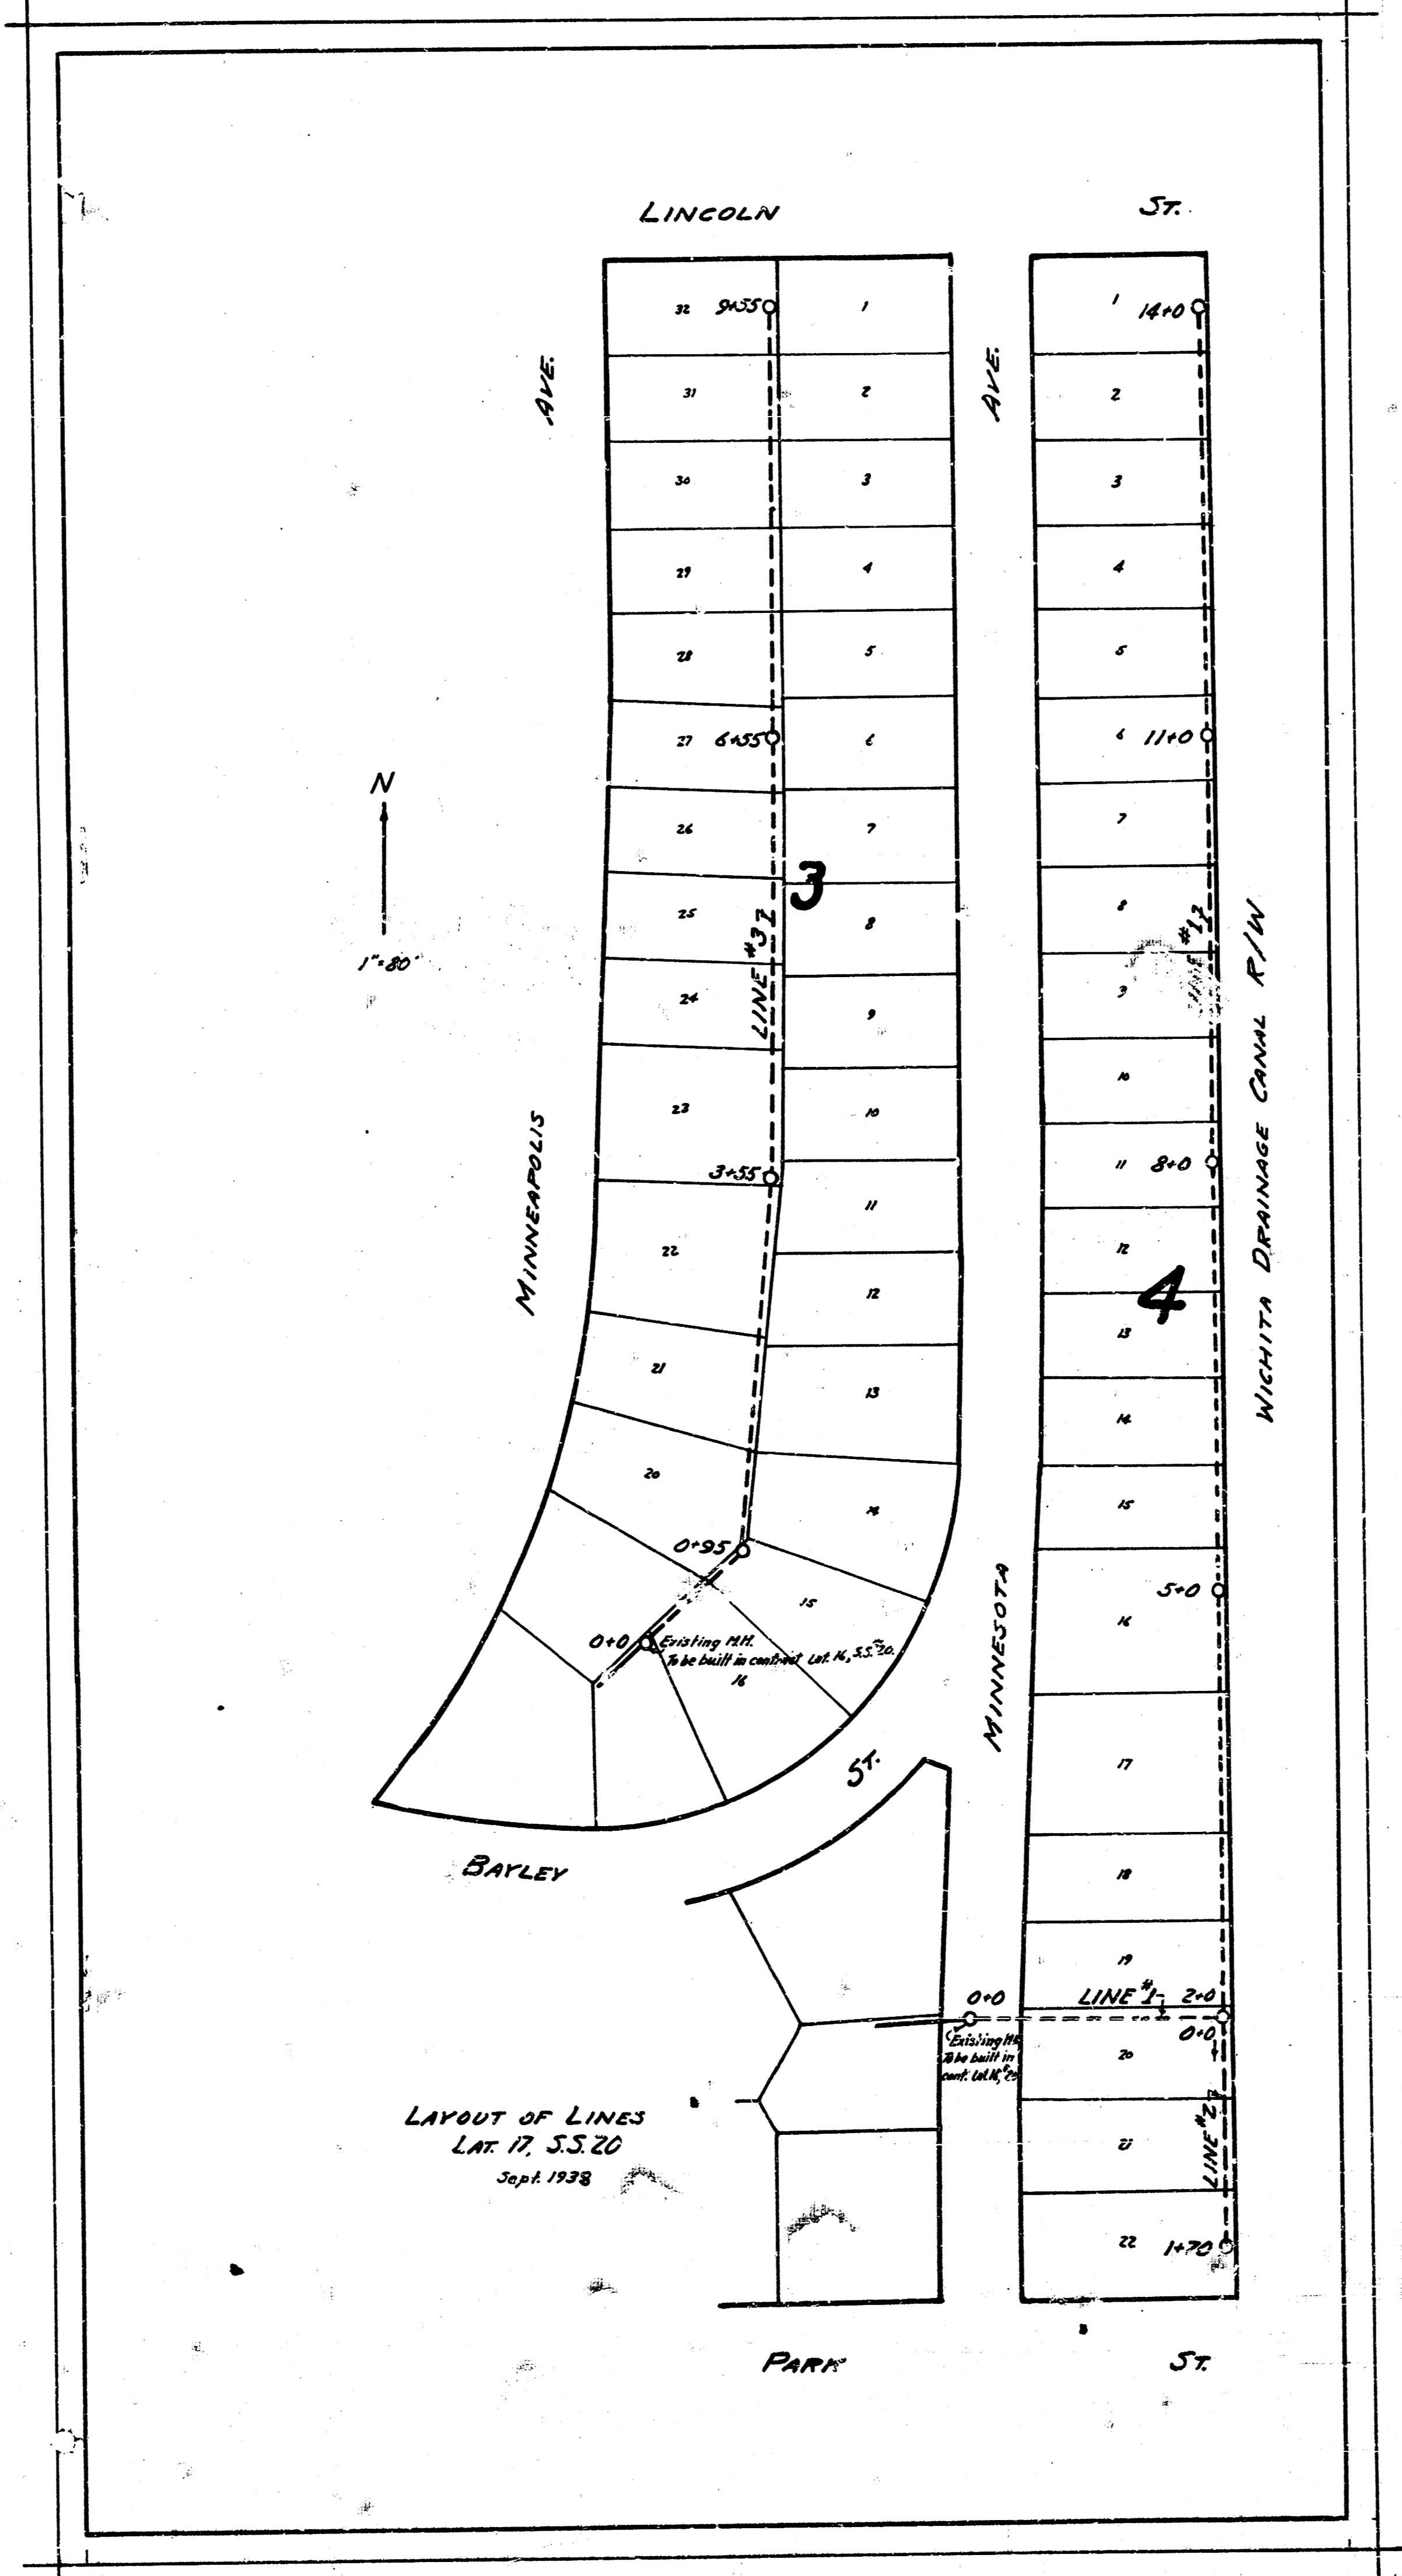 LINCOLN ST.
AVE. AVE.
32 9+55 1 1 14+0
31 2 2
30 3 3
29 4 4
28 5 5
27 6+55 6 6 11+0
N
1"=80'
26 7 7
3
25 8 8
LINE #3
LINE #1
24 9 9
WICHITA DRAINAGE CANAL R/W
23 10 10
MINNEAPOLIS
3+55 11 11 8+0
22 12 12
4
21 13 13
14
20 14 15
0+95
15 16 5+0
MINNESOTA
0+0 Existing M.H.
To be built in contract Lat. 16, S.S.#20.
16
17
ST.
BAYLEY
18
19
0+0 LINE #1 2+0
0+0
Existing
To be built in
cont. Lat. 16,
20
LINE #2
21
LAYOUT OF LINES
LAT. 17, S.S. 20
Sept. 1938
22 1+70
PARK ST.